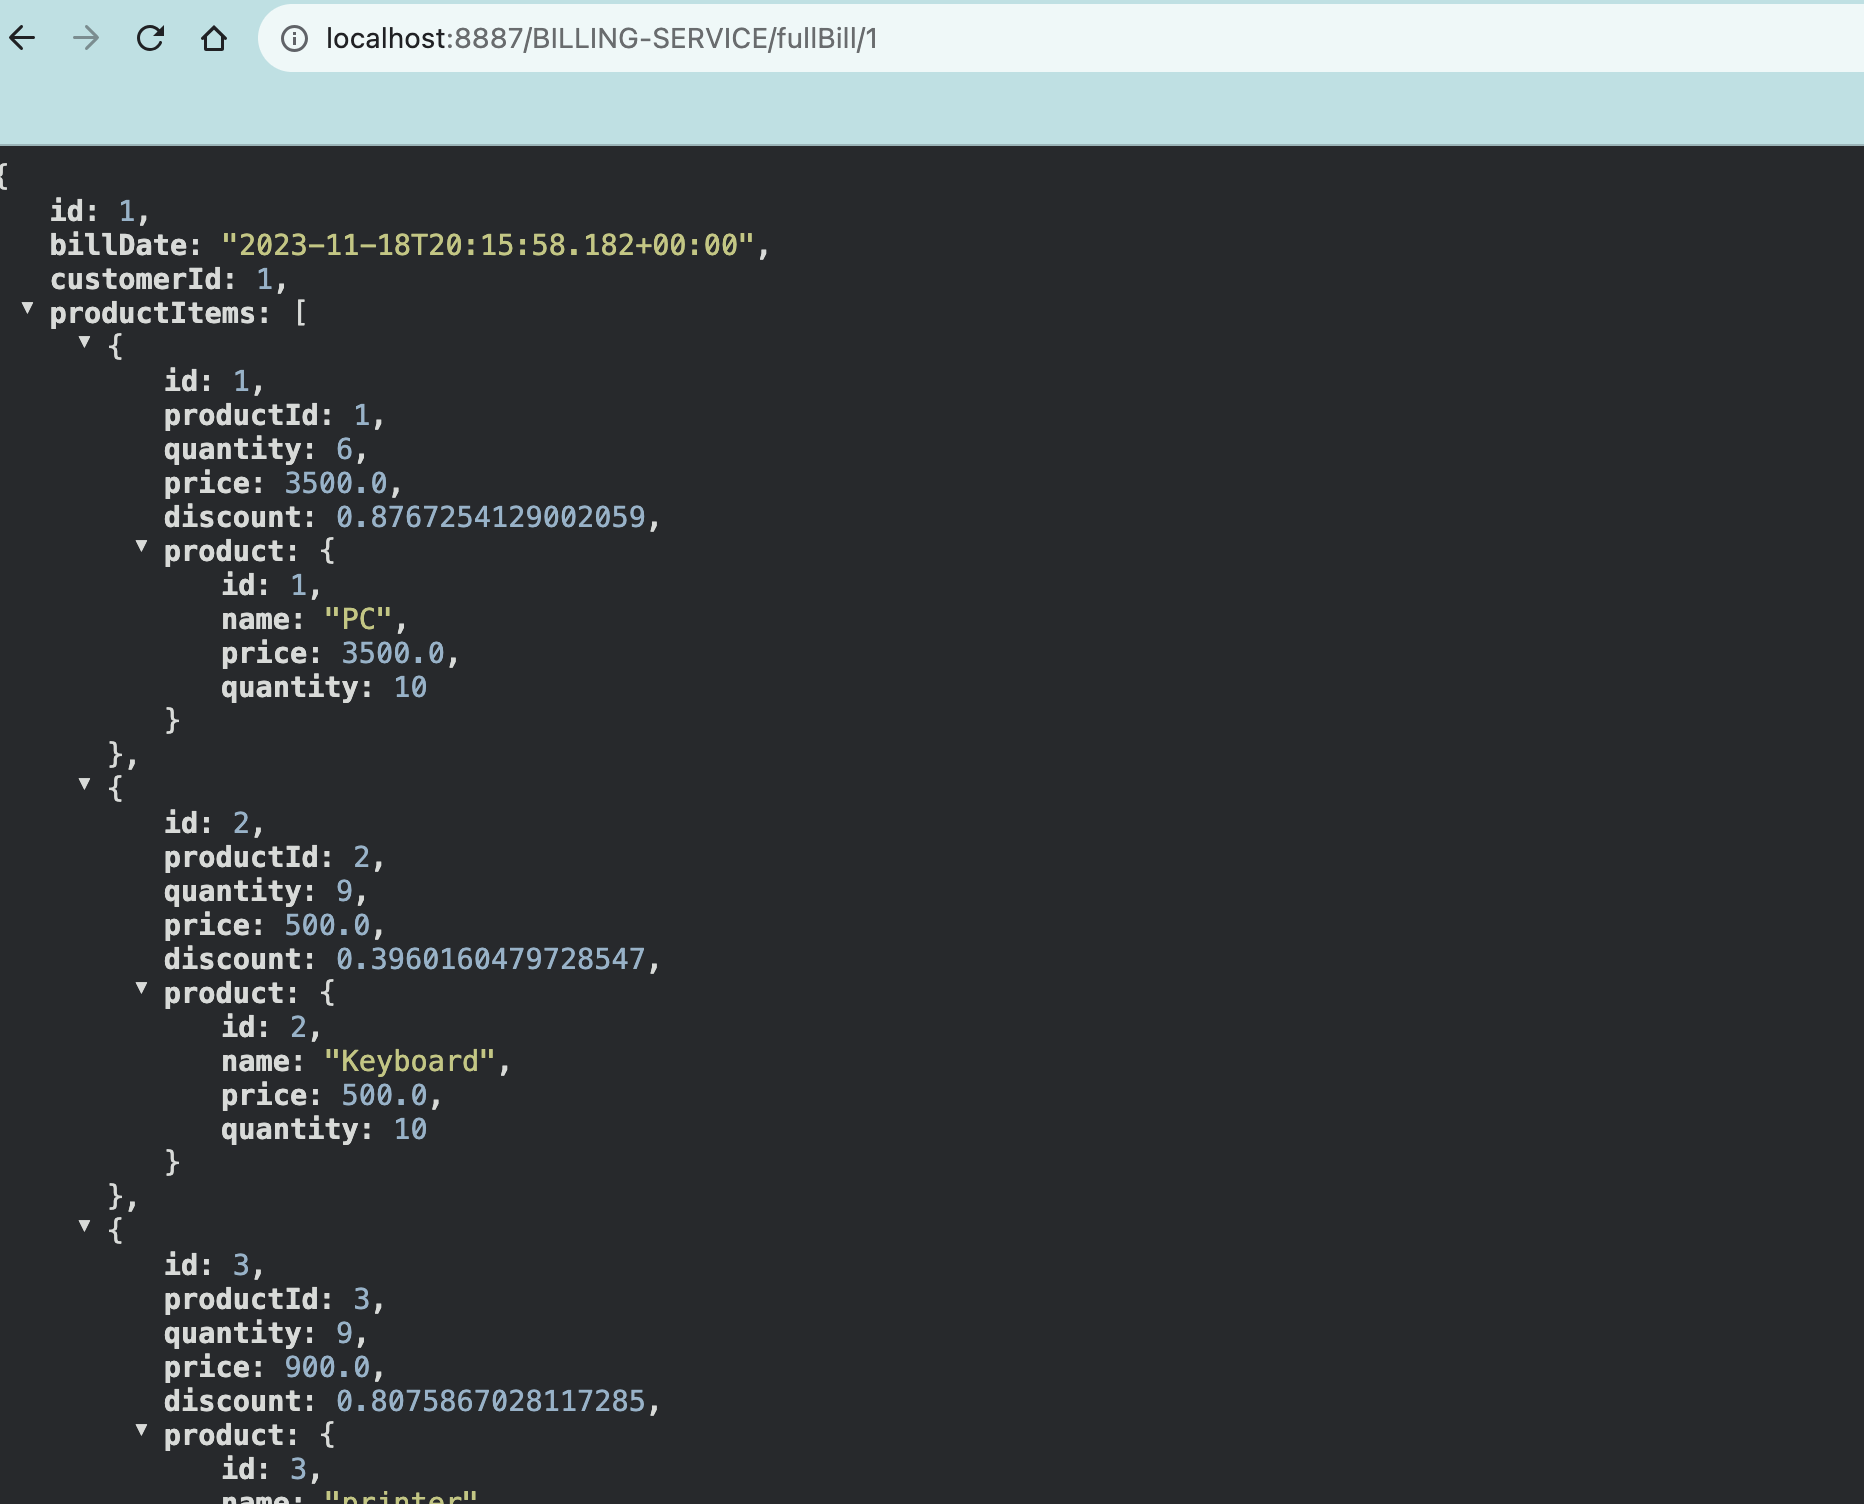 localhost:8887/BILLING-SERVICE/fullBill/1
{
id: 1,
billDate: "2023-11-18T20:15:58.182+00:00",
customerId: 1,
productItems: [
{
id: 1,
productId: 1,
quantity: 6,
price: 3500.0,
discount: 0.8767254129002059,
product: {
id: 1,
name: "PC",
price: 3500.0,
quantity: 10
}
},
{
id: 2,
productId: 2,
quantity: 9,
price: 500.0,
discount: 0.3960160479728547,
product: {
id: 2,
name: "Keyboard",
price: 500.0,
quantity: 10
}
},
{
id: 3,
productId: 3,
quantity: 9,
price: 900.0,
discount: 0.8075867028117285,
product: {
id: 3,
name: "printer"